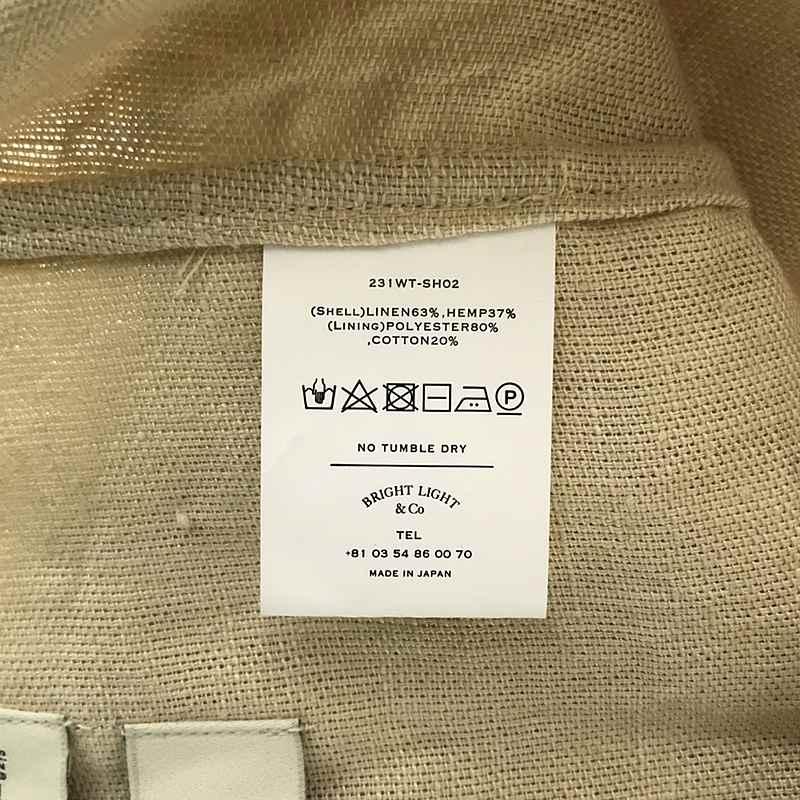 231WT-SH02
(SHELL)LINEN63%,HEMP37%
(LINING)POLYESTER80%
,COTTON20%
P
NO TUMBLE DRY
BRIGHT LIGHT
& Co
TEL
+81 03 54 86 00 70
MADE IN JAPAN